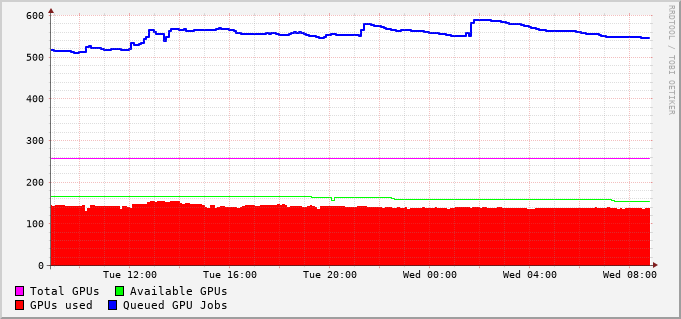 600
500
400
300
200
100
0
Tue 12:00 Tue 16:00 Tue 20:00 Wed 00:00 Wed 04:00 Wed 08:00
Total GPUs Available GPUs
GPUs used Queued GPU Jobs
RRDTOOL / TOBI OETIKER